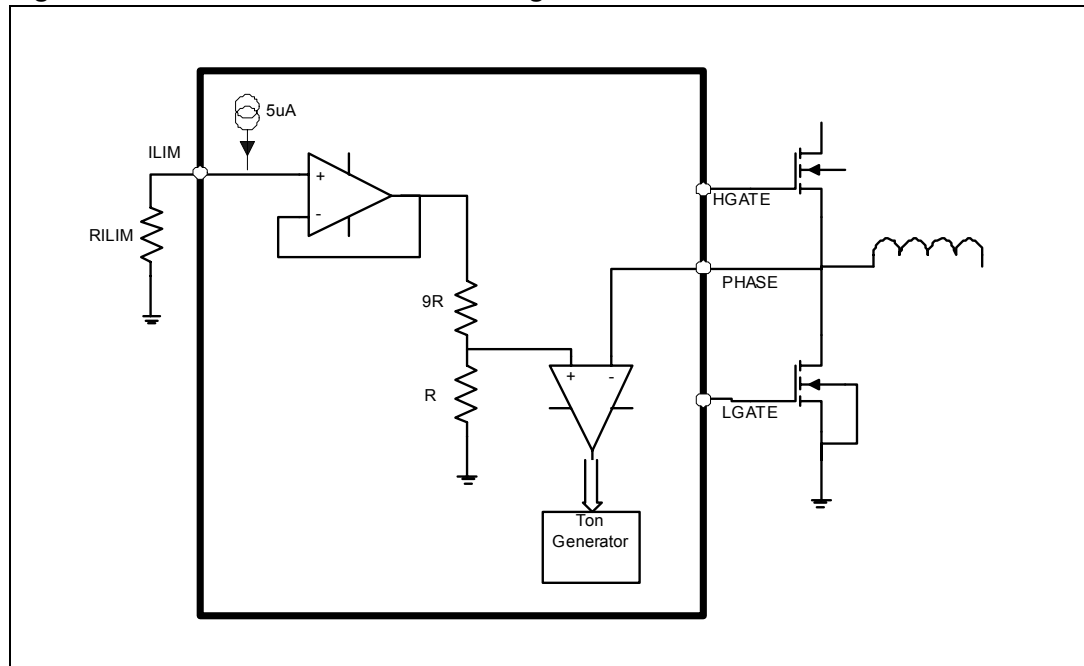 5uA
ILIM
+
-
RILIM
HGATE
9R
PHASE
+ -
R
LGATE
Ton
Generator